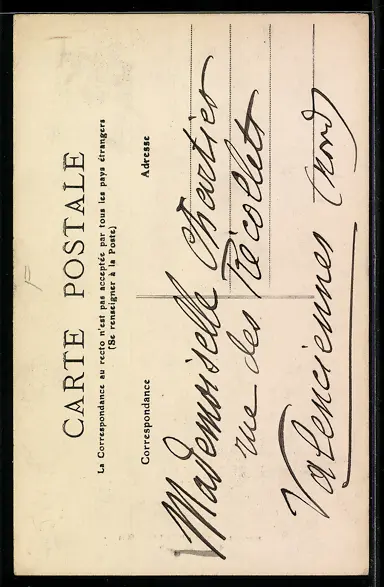 CARTE POSTALE
La Correspondance au recto n'est pas acceptée par tous les pays étrangers
(Se renseigner à la Poste)
Correspondance
Adresse
Mademoiselle Chartier
rue des Récollets
Valenciennes (Nord)